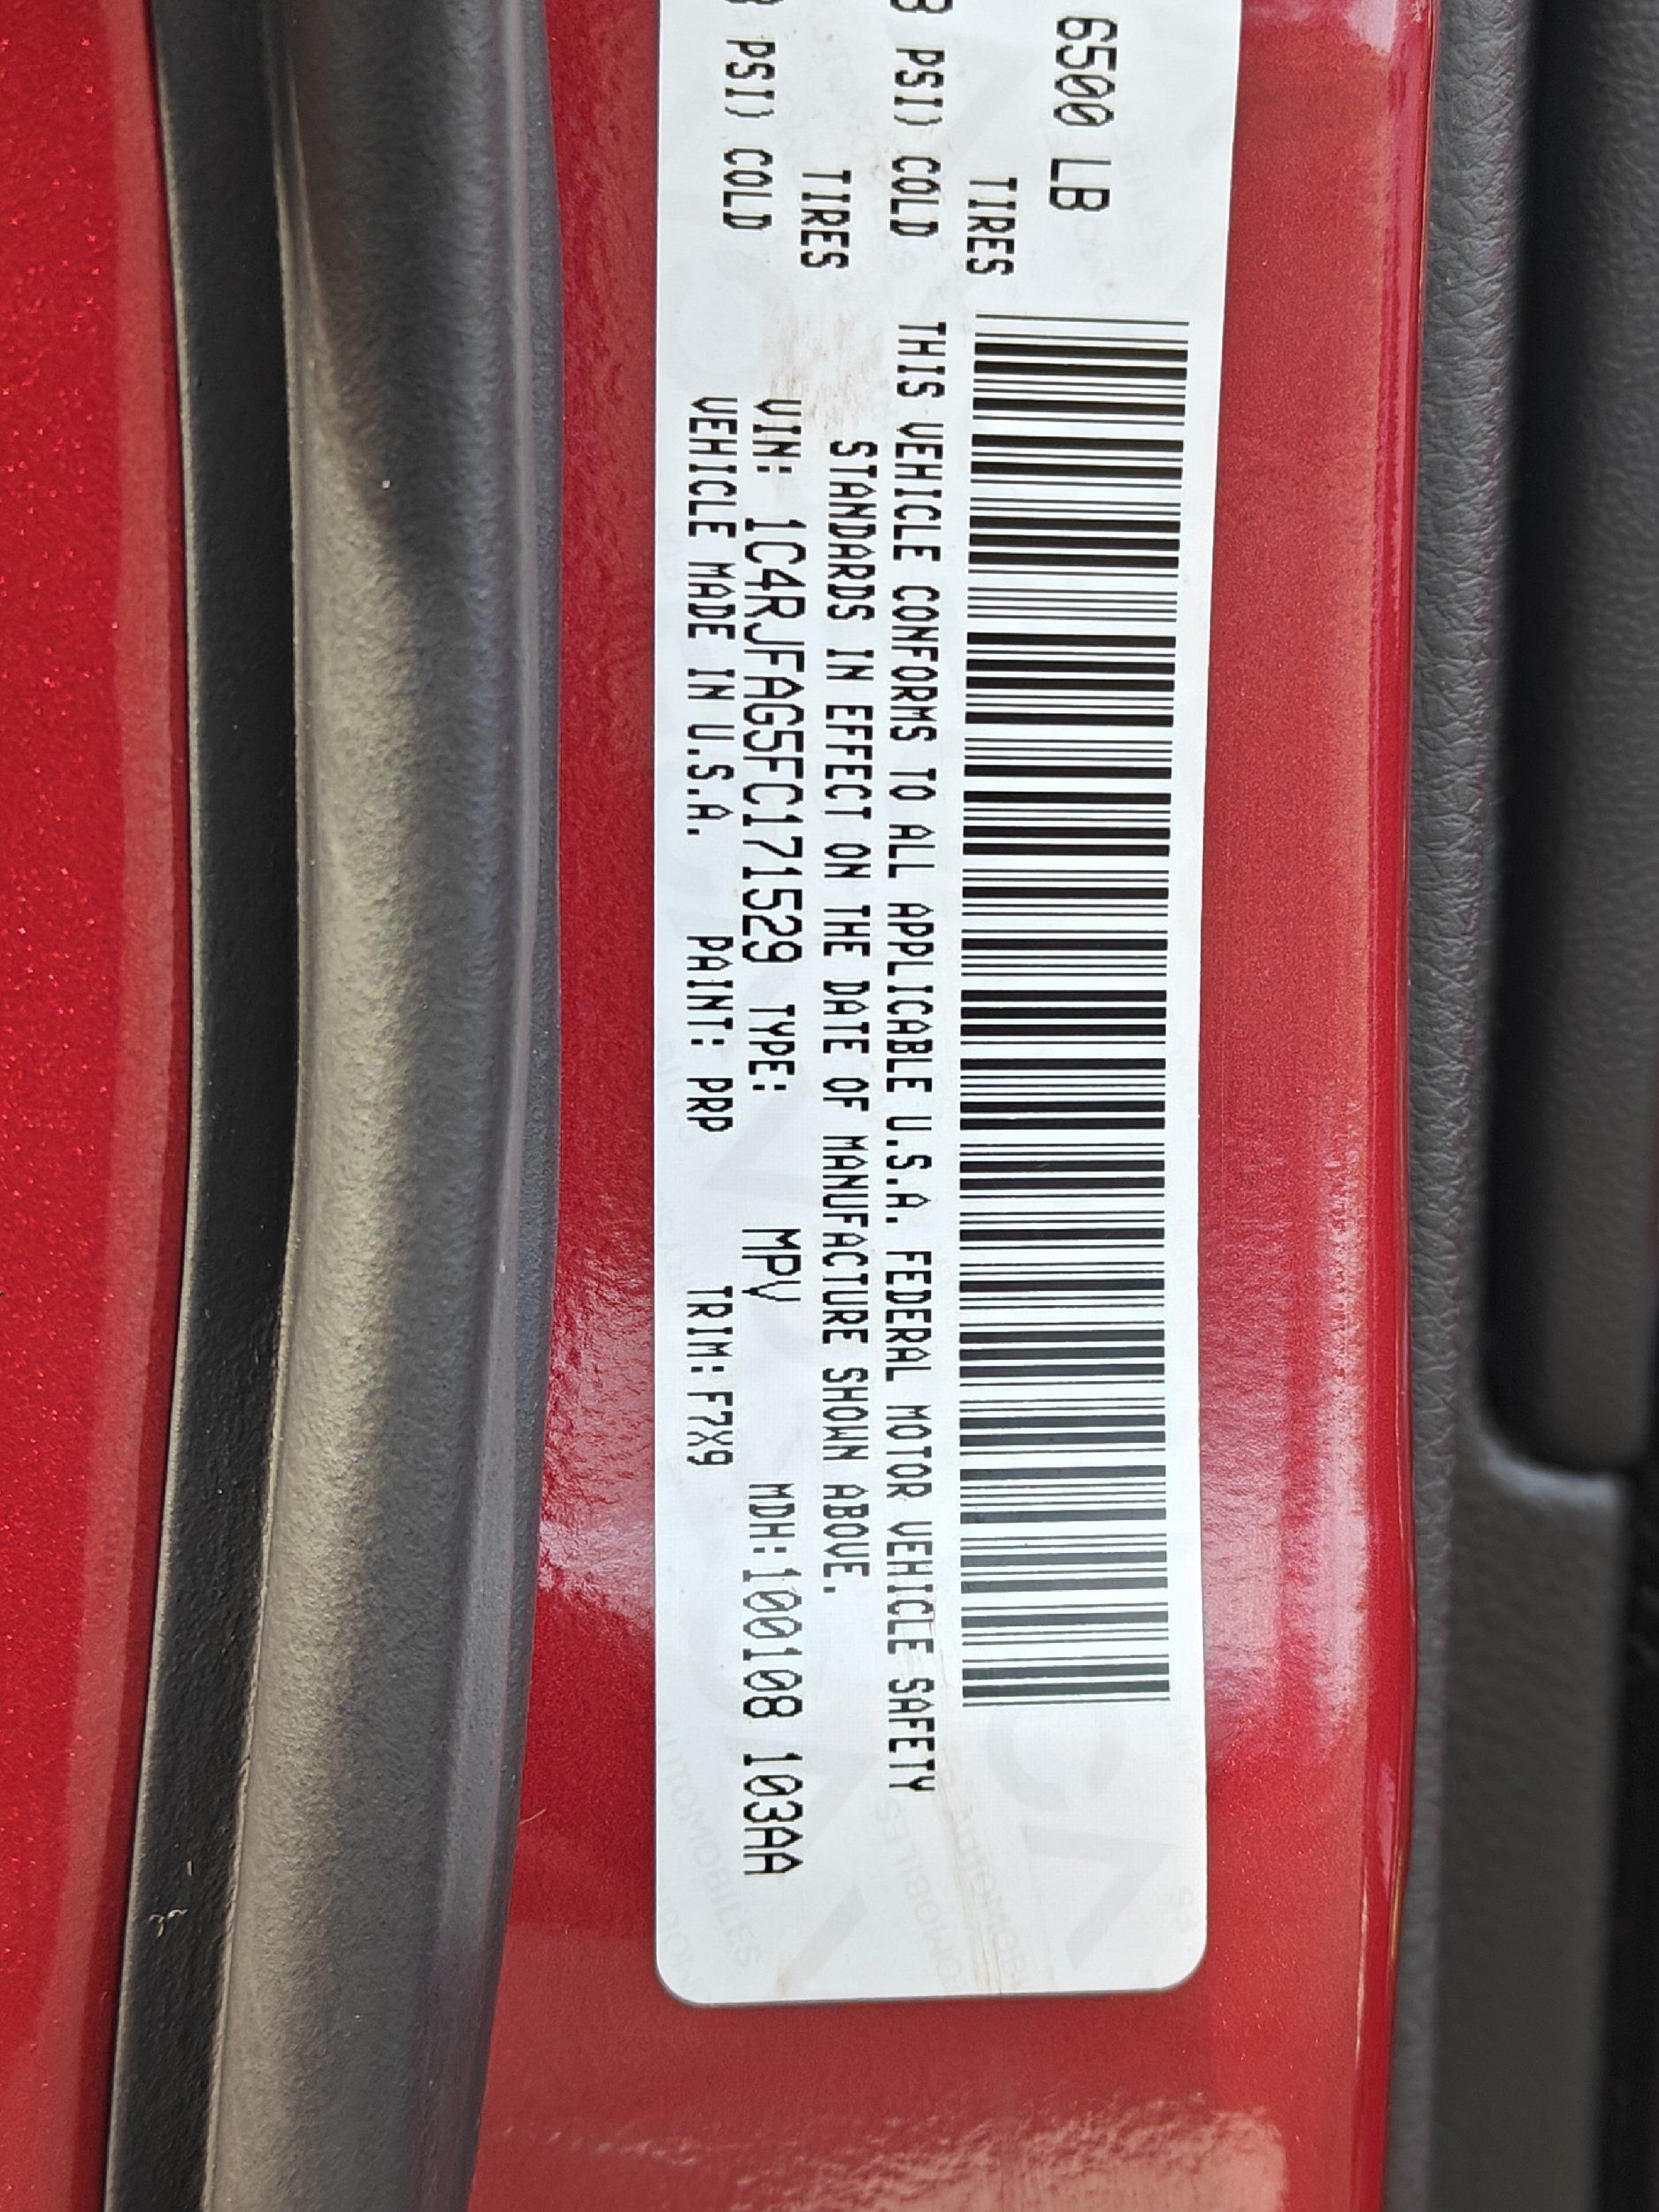 6500 LB
TIRES
PSI) COLD
TIRES
PSI) COLD
THIS VEHICLE CONFORMS TO ALL APPLICABLE U.S.A. FEDERAL MOTOR VEHICLE SAFETY
STANDARDS IN EFFECT ON THE DATE OF MANUFACTURE SHOWN ABOVE.
VIN: 1C4RJFAG5FC171529 TYPE: MPV MDH:100108 103AA
VEHICLE MADE IN U.S.A. PAINT: PRP TRIM: F7X9